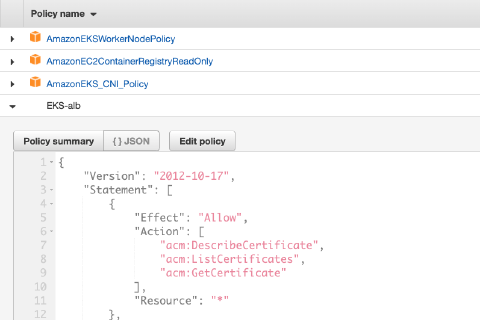 Policy name
AmazonEKSWorkerNodePolicy
AmazonEC2ContainerRegistryReadOnly
AmazonEKS_CNI_Policy
EKS-alb
Policy summary { } JSON Edit policy
1 {
2 "Version": "2012-10-17",
3 "Statement": [
4 {
5 "Effect": "Allow",
6 "Action": [
7 "acm:DescribeCertificate",
8 "acm:ListCertificates",
9 "acm:GetCertificate"
10 ],
11 "Resource": "*"
12 },